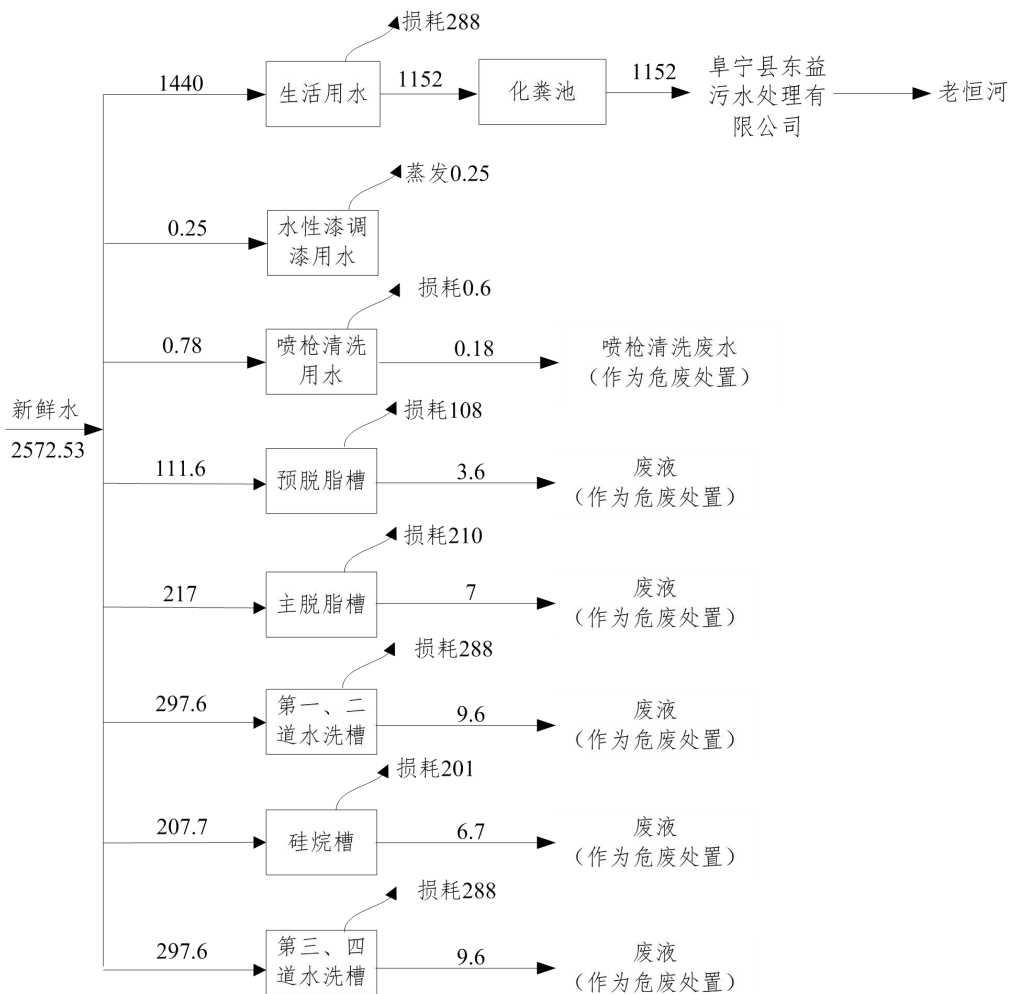 损耗288
1440
生活用水
1152
化粪池
1152
阜宁县东益
污水处理有
限公司
老恒河
蒸发0.25
0.25
水性漆调
漆用水
损耗0.6
0.78
喷枪清洗
用水
0.18
喷枪清洗废水
（作为危废处置）
新鲜水
2572.53
损耗108
111.6
预脱脂槽
3.6
废液
（作为危废处置）
损耗210
217
主脱脂槽
7
废液
（作为危废处置）
损耗288
297.6
第一、二
道水洗槽
9.6
废液
（作为危废处置）
损耗201
207.7
硅烷槽
6.7
废液
（作为危废处置）
损耗288
297.6
第三、四
道水洗槽
9.6
废液
（作为危废处置）